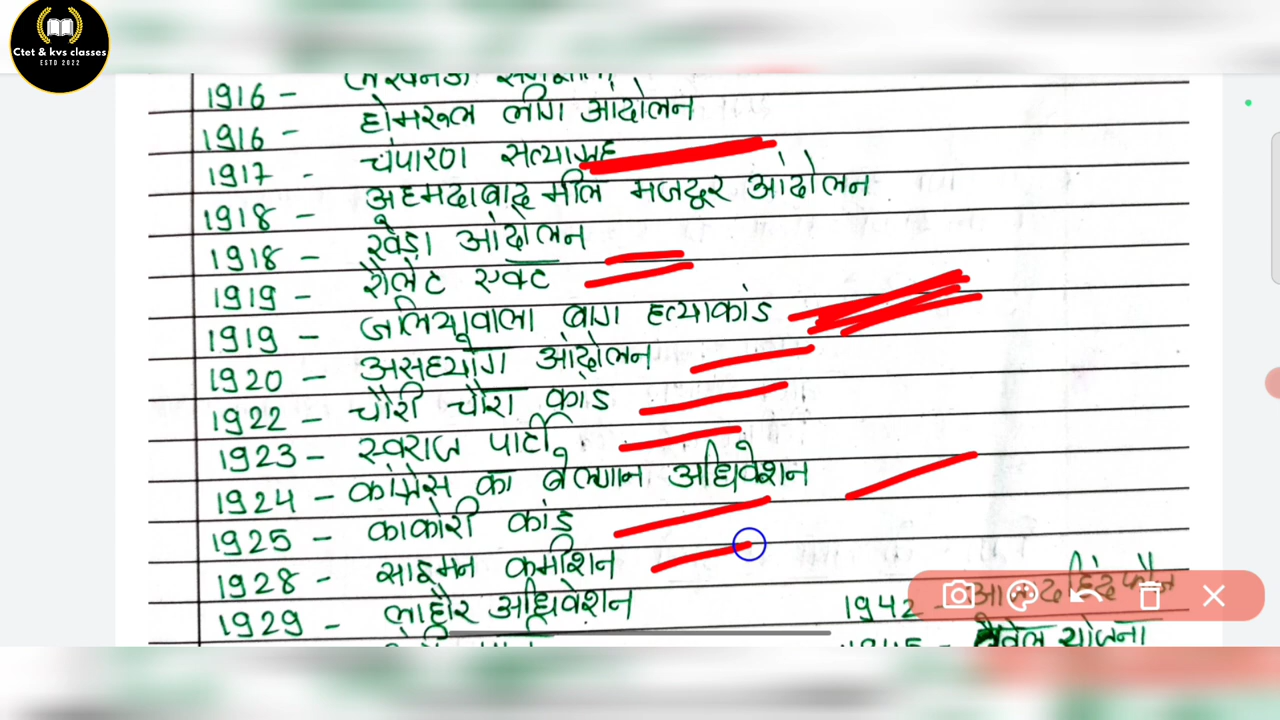 Ctet & kvs classes
ESTD 2022
1916 -
1916 - होमरूल लीग आंदोलन
1917 - चंपारण सत्याग्रह
1918 - अहमदाबाद मील मजदूर आंदोलन
1918 - खेड़ा आंदोलन
1919 - रौलेट एक्ट
1919 - जलियांवाला बाग हत्याकांड
1920 - असहयोग आंदोलन
1922 - चौरी चौरा कांड
1923 - स्वराज पार्टी
1924 - कांग्रेस का बेलगान अधिवेशन
1925 - काकोरी कांड
1928 - साइमन कमीशन
1929 - लाहौर अधिवेशन
1942 - आजाद हिंद फौज
योजना